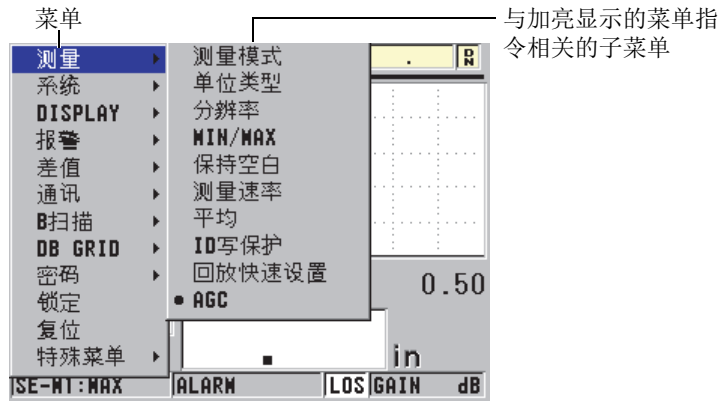 菜单
与加亮显示的菜单指
令相关的子菜单
测量
系统
DISPLAY
报警
差值
通讯
B扫描
DB GRID
密码
锁定
复位
特殊菜单
测量模式
单位类型
分辨率
MIN/MAX
保持空白
测量速率
平均
ID写保护
回放快速设置
AGC
DN
0.50
in
SE-M1:MAX
ALARM
LOS
GAIN
dB